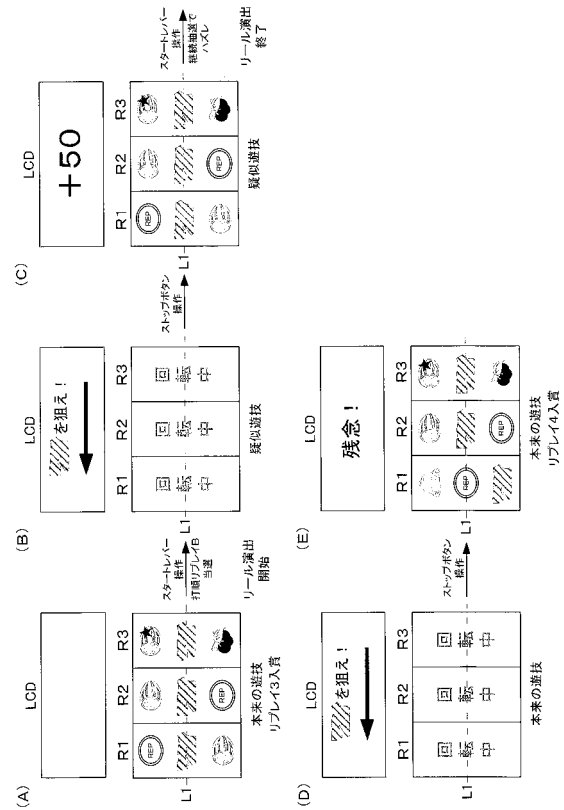 (A)
LCD
R1 R2 R3
REP
REP
L1
本来の遊技
リプレイ3入賞
スタートレバー
操作
打順リプレイB
当選
リール演出
開始
(B)
LCD
を狙え!
R1 R2 R3
回転中 回転中 回転中
L1
疑似遊技
ストップボタン
操作
(C)
LCD
+50
R1 R2 R3
REP
REP
L1
疑似遊技
スタートレバー
操作
継続抽選で
ハズレ
リール演出
終了
(D)
LCD
を狙え!
R1 R2 R3
回転中 回転中 回転中
L1
本来の遊技
ストップボタン
操作
(E)
LCD
残念!
R1 R2 R3
REP
REP
L1
本来の遊技
リプレイ4入賞